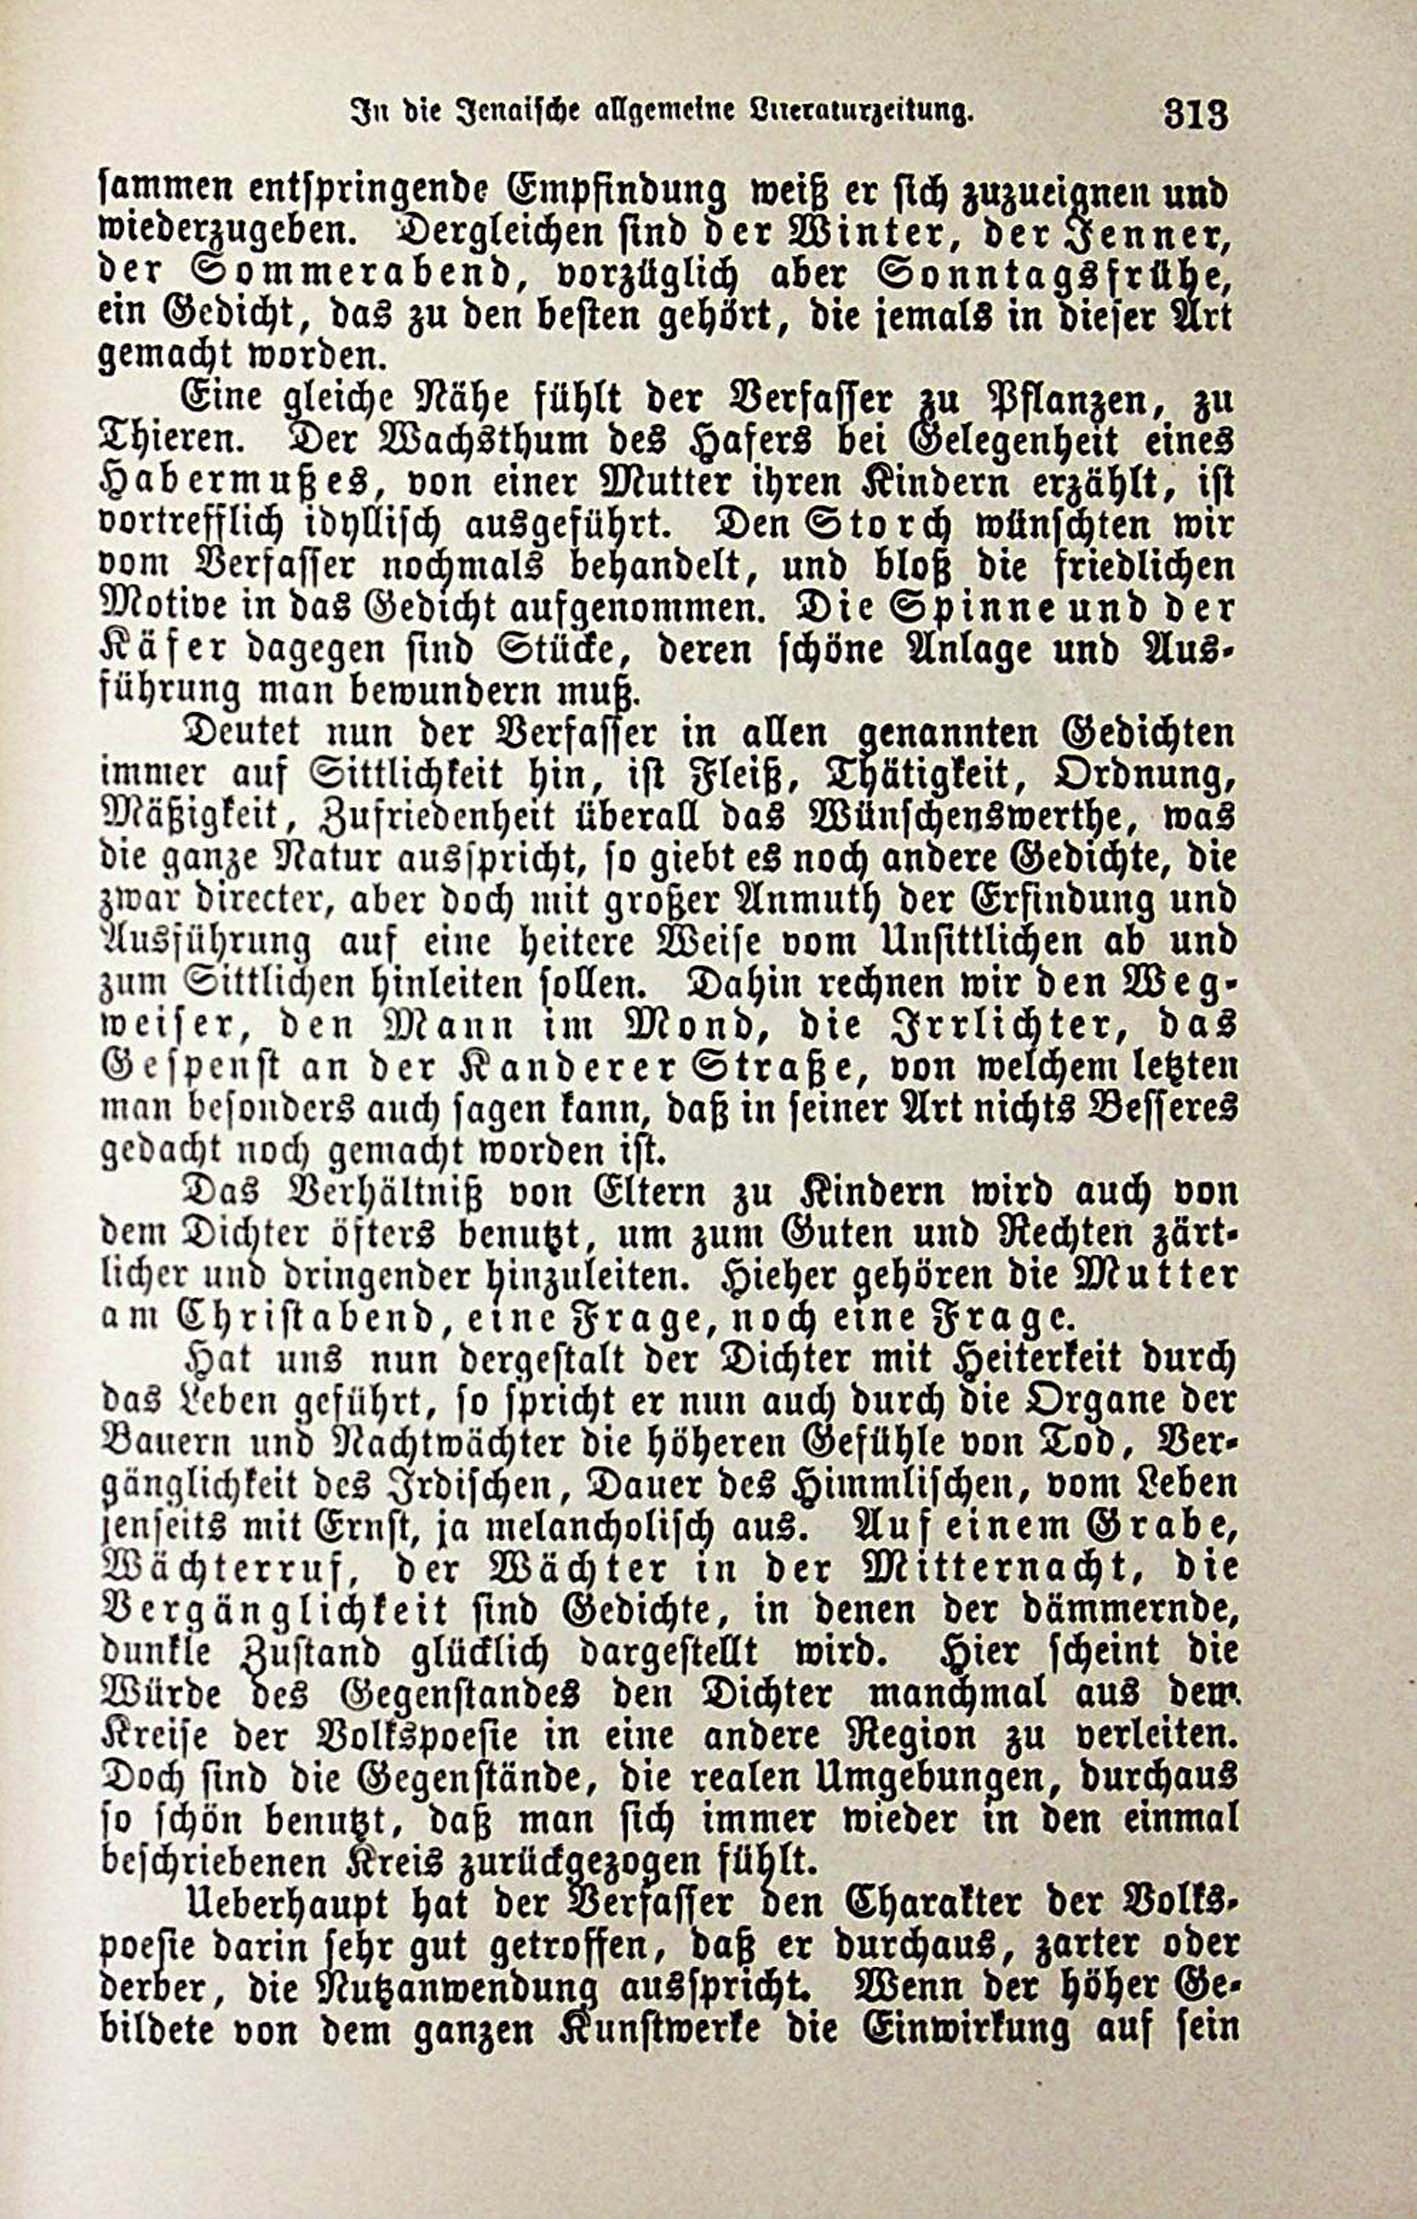 In die Jenaische allgemeine Literaturzeitung. 313
sammen entspringende Empfindung weiß er sich zuzueignen und
wiederzugeben. Dergleichen sind der Winter, der Jenner,
der Sommerabend, vorzüglich aber Sonntagsfrühe,
ein Gedicht, das zu den besten gehört, die jemals in dieser Art
gemacht worden.
Eine gleiche Nähe fühlt der Verfasser zu Pflanzen, zu
Thieren. Der Wachsthum des Hafers bei Gelegenheit eines
Habermußes, von einer Mutter ihren Kindern erzählt, ist
vortrefflich idyllisch ausgeführt. Den Storch wünschten wir
vom Verfasser nochmals behandelt, und bloß die friedlichen
Motive in das Gedicht aufgenommen. Die Spinne und der
Käfer dagegen sind Stücke, deren schöne Anlage und Aus-
führung man bewundern muß.
Deutet nun der Verfasser in allen genannten Gedichten
immer auf Sittlichkeit hin, ist Fleiß, Thätigkeit, Ordnung,
Mäßigkeit, Zufriedenheit überall das Wünschenswerthe, was
die ganze Natur ausspricht, so giebt es noch andere Gedichte, die
zwar directer, aber doch mit großer Anmuth der Erfindung und
Ausführung auf eine heitere Weise vom Unsittlichen ab und
zum Sittlichen hinleiten sollen. Dahin rechnen wir den Weg-
weiser, den Mann im Mond, die Irrlichter, das
Gespenst an der Kanderer Straße, von welchem letzten
man besonders auch sagen kann, daß in seiner Art nichts Besseres
gedacht noch gemacht worden ist.
Das Verhältniß von Eltern zu Kindern wird auch von
dem Dichter öfters benutzt, um zum Guten und Rechten zärt-
licher und dringender hinzuleiten. Hieher gehören die Mutter
am Christabend, eine Frage, noch eine Frage.
Hat uns nun dergestalt der Dichter mit Heiterkeit durch
das Leben geführt, so spricht er nun auch durch die Organe der
Bauern und Nachtwächter die höheren Gefühle von Tod, Ver-
gänglichkeit des Irdischen, Dauer des Himmlischen, vom Leben
jenseits mit Ernst, ja melancholisch aus. Auf einem Grabe,
Wächterruf, der Wächter in der Mitternacht, die
Vergänglichkeit sind Gedichte, in denen der dämmernde,
dunkle Zustand glücklich dargestellt wird. Hier scheint die
Würde des Gegenstandes den Dichter manchmal aus dem
Kreise der Volkspoesie in eine andere Region zu verleiten.
Doch sind die Gegenstände, die realen Umgebungen, durchaus
so schön benutzt, daß man sich immer wieder in den einmal
beschriebenen Kreis zurückgezogen fühlt.
Ueberhaupt hat der Verfasser den Charakter der Volks-
poesie darin sehr gut getroffen, daß er durchaus, zarter oder
derber, die Nutzanwendung ausspricht. Wenn der höher Ge-
bildete von dem ganzen Kunstwerke die Einwirkung auf sein